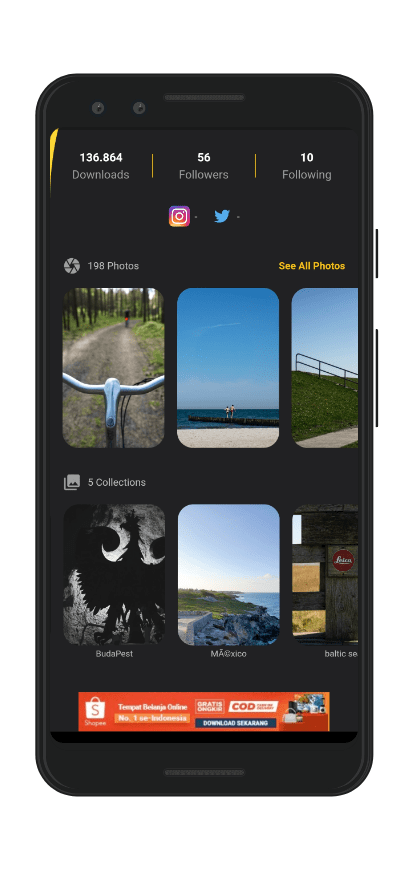 136.864 56 10
Downloads Followers Following
- -
198 Photos See All Photos
5 Collections
Leica
BudaPest MÃ©xico baltic se
Shopee
Tempat Belanja Online
No. 1 se-Indonesia
GRATIS
ONGKIR
COD
DOWNLOAD SEKARANG